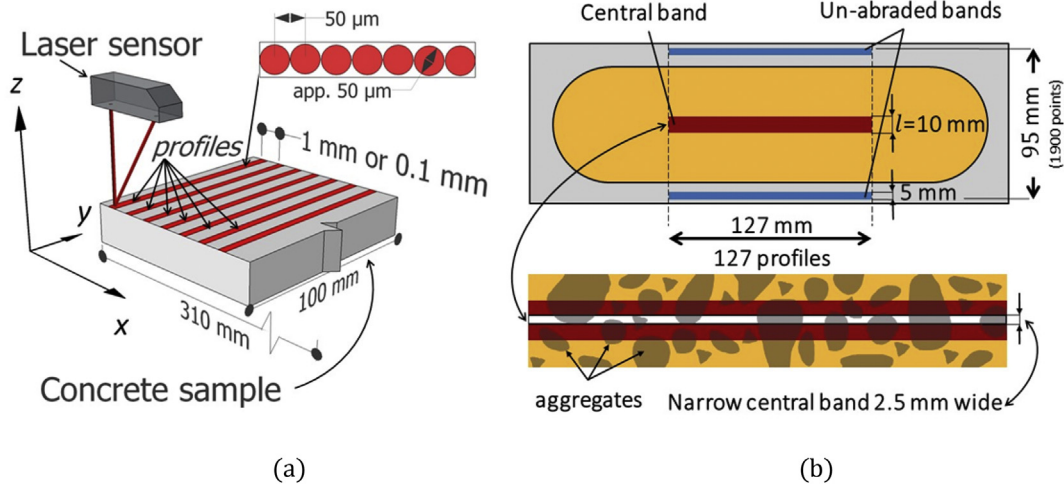 50 µm
Laser sensor
app. 50 µm
z
profiles
1 mm or 0.1 mm
y
x
310 mm
100 mm
Concrete sample
(a)
Central band
Un-abraded bands
l=10 mm
95 mm
(1900 points)
5 mm
127 mm
127 profiles
aggregates
Narrow central band 2.5 mm wide
(b)